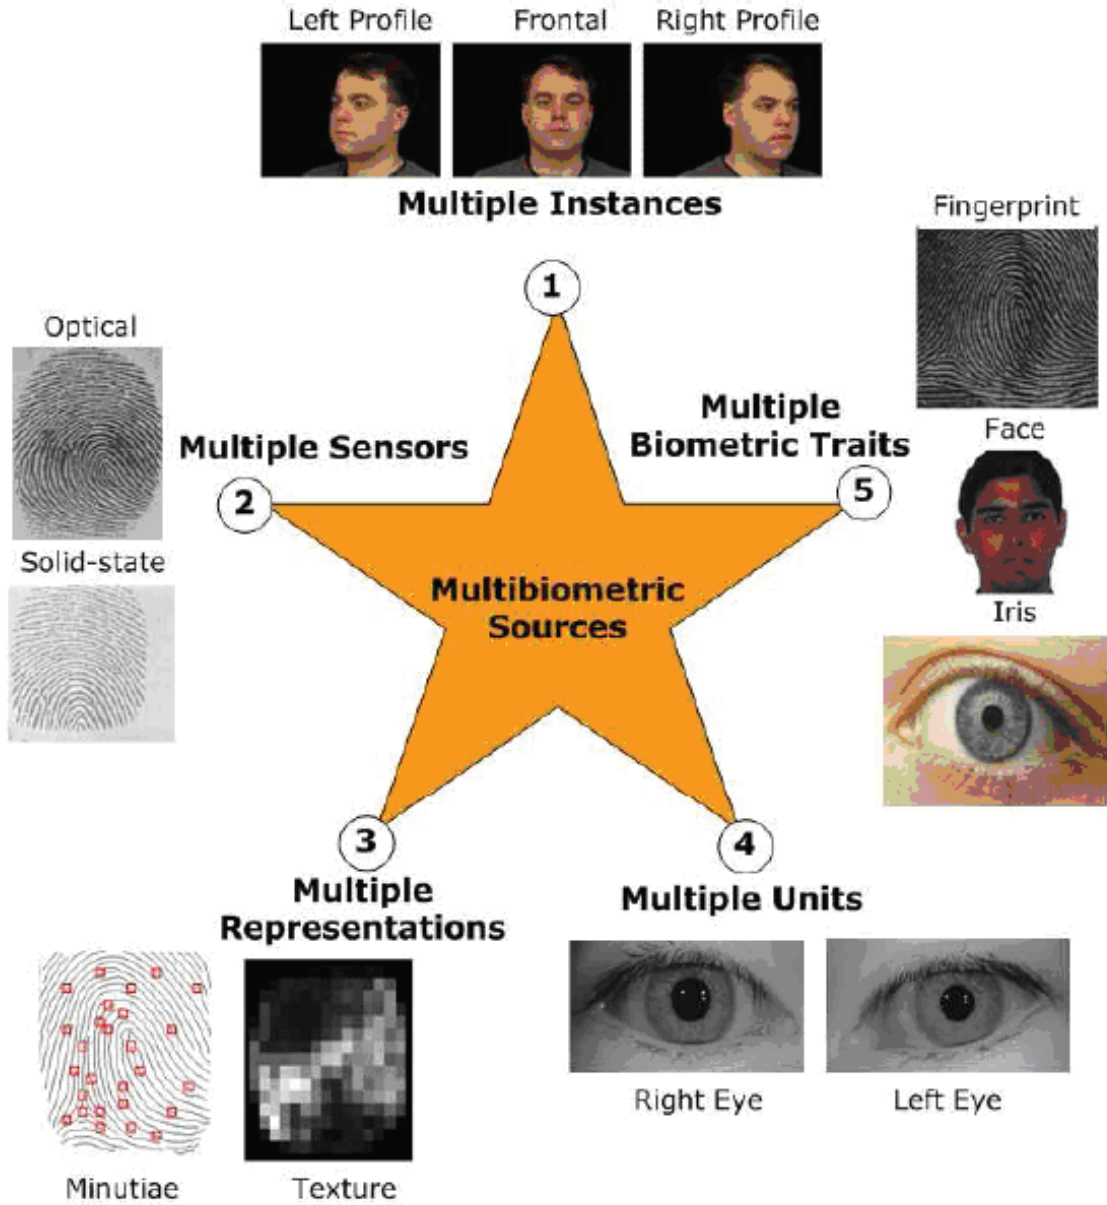 Left Profile
Frontal
Right Profile
Multiple Instances
Fingerprint
1
Optical
Multiple Sensors
2
Multiple
Biometric Traits
5
Face
Solid-state
Multibiometric
Sources
Iris
3
Multiple
Representations
4
Multiple Units
Minutiae
Texture
Right Eye
Left Eye